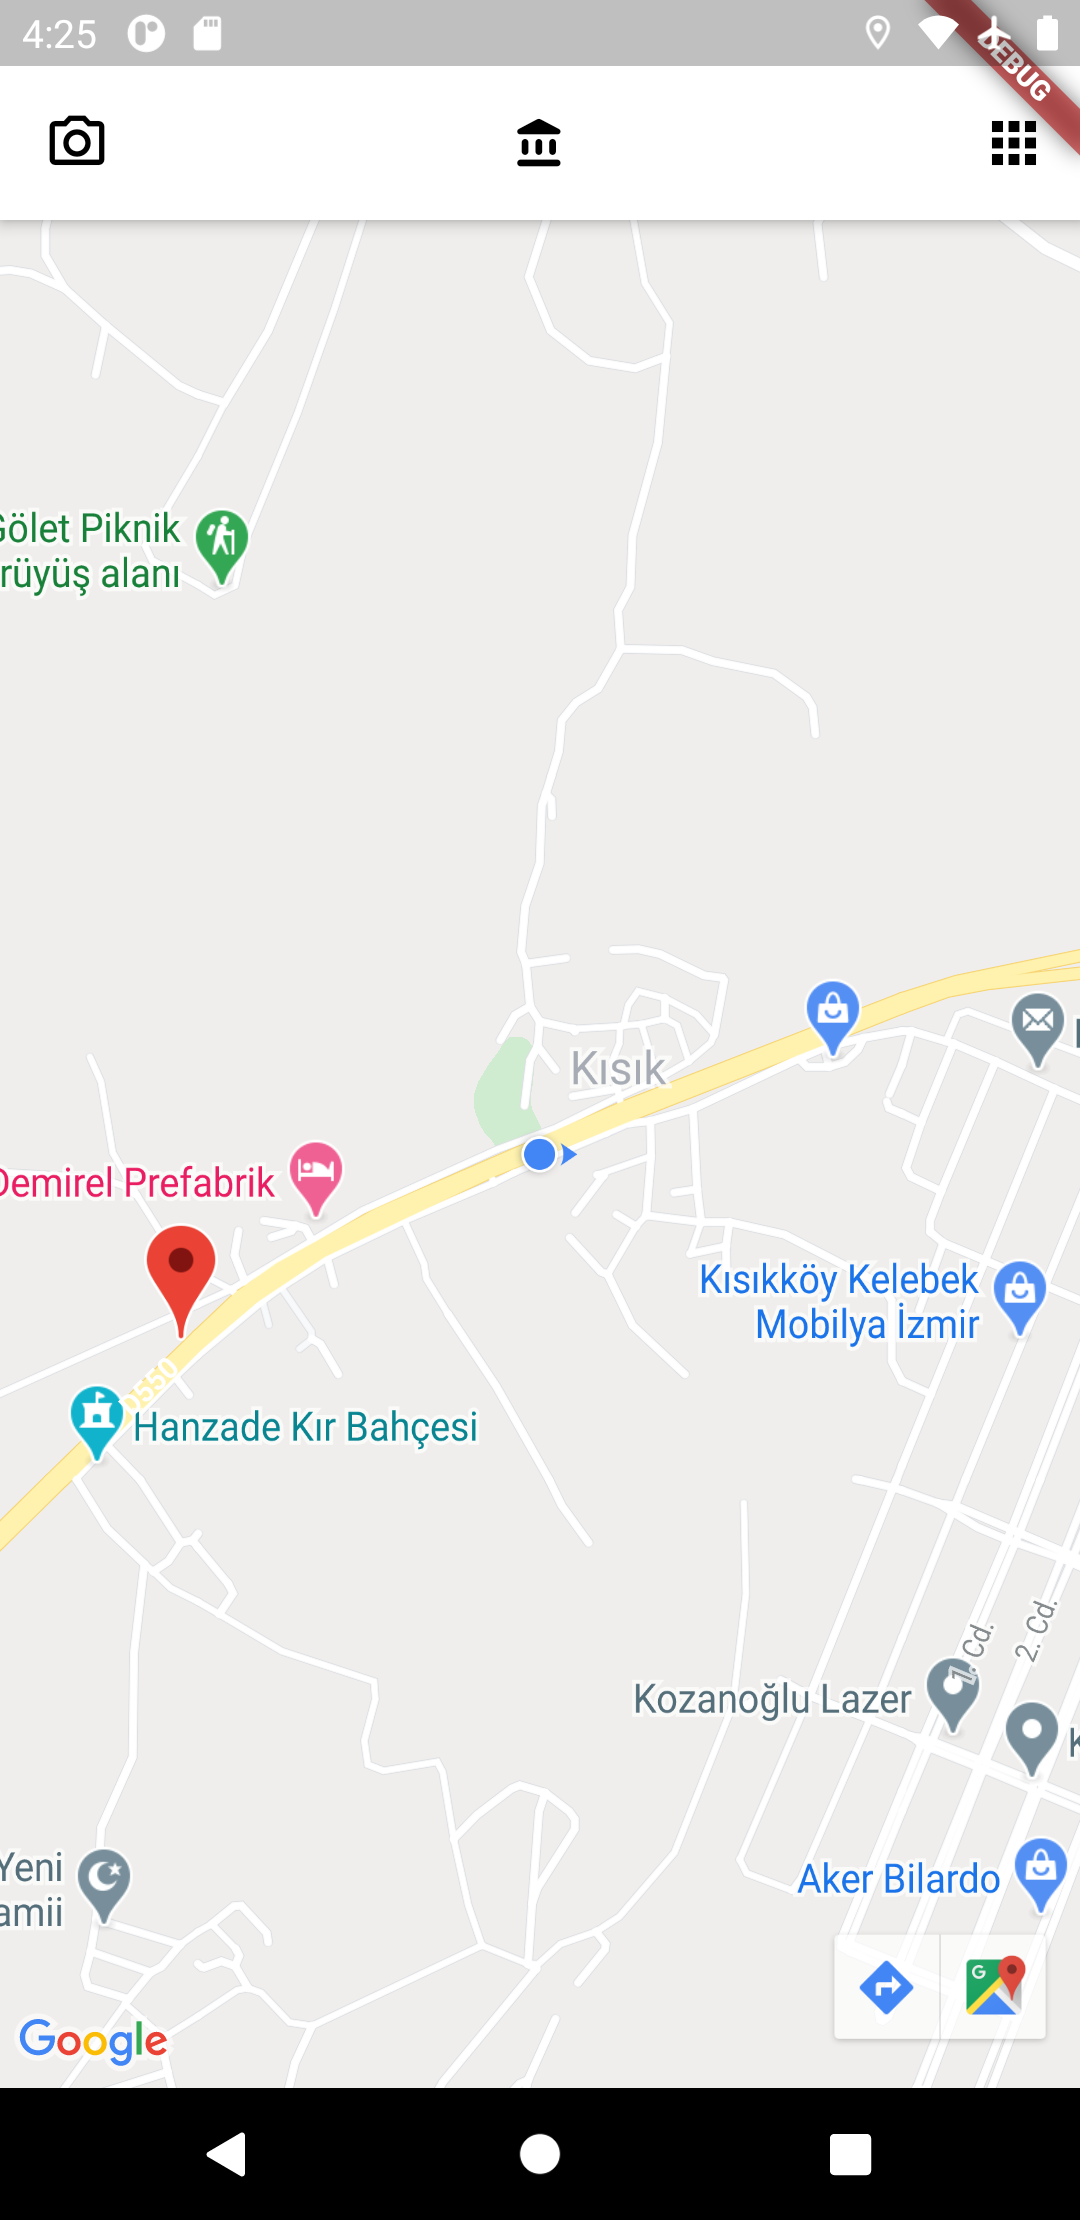 4:25
DEBUG
Gölet Piknik
rüyüş alanı
Kısık
Demirel Prefabrik
Kısıkköy Kelebek
Mobilya İzmir
D550
Hanzade Kır Bahçesi
1. Cd.
2. Cd.
Kozanoğlu Lazer
K
Yeni
amii
Aker Bilardo
G
Google